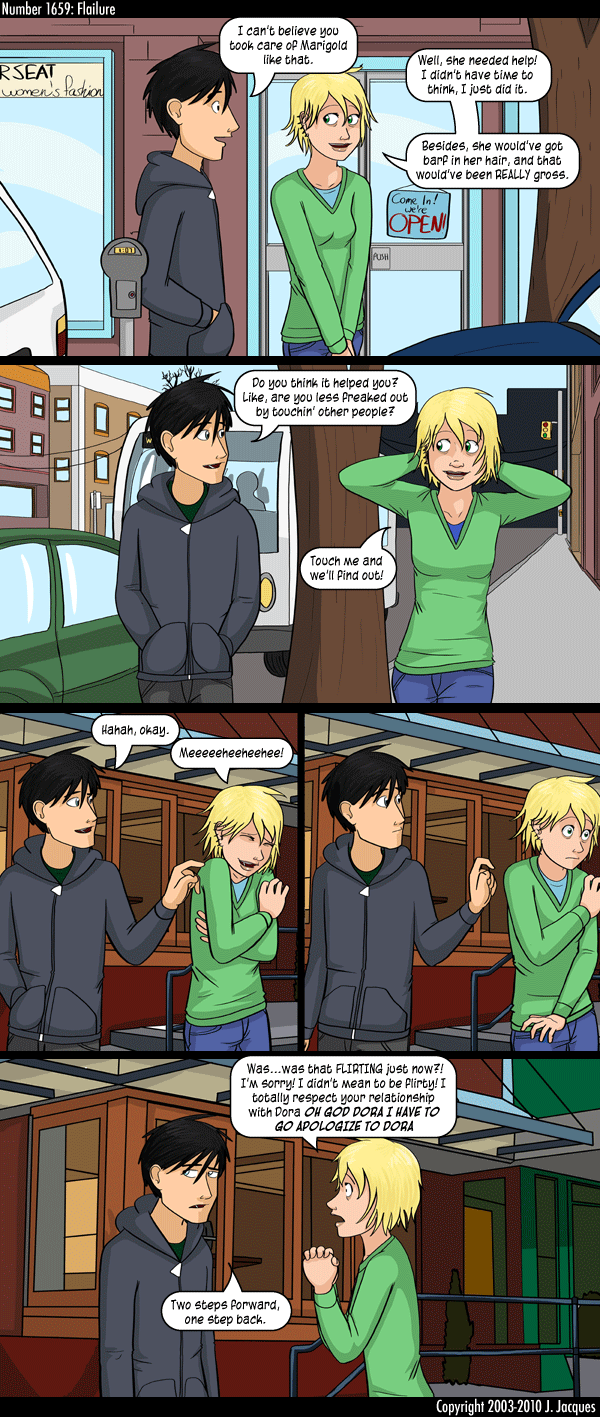 Number 1659: Flailure
I can't believe you
took care of Marigold
like that.
Well, she needed help!
I didn't have time to
think, I just did it.
Besides, she would've got
barf in her hair, and that
would've been REALLY gross.
RSEAT
women's fashion
4:07
Come In!
we're
OPEN!
PUSH
Do you think it helped you?
Like, are you less freaked out
by touchin' other people?
W
Touch me and
we'll find out!
Hahah, okay.
Meeeeeheeheehee!
Was...was that FLIRTING just now?!
I'm sorry! I didn't mean to be flirty! I
totally respect your relationship
with Dora OH GOD DORA I HAVE TO
GO APOLOGIZE TO DORA
Two steps forward,
one step back.
Copyright 2003-2010 J. Jacques